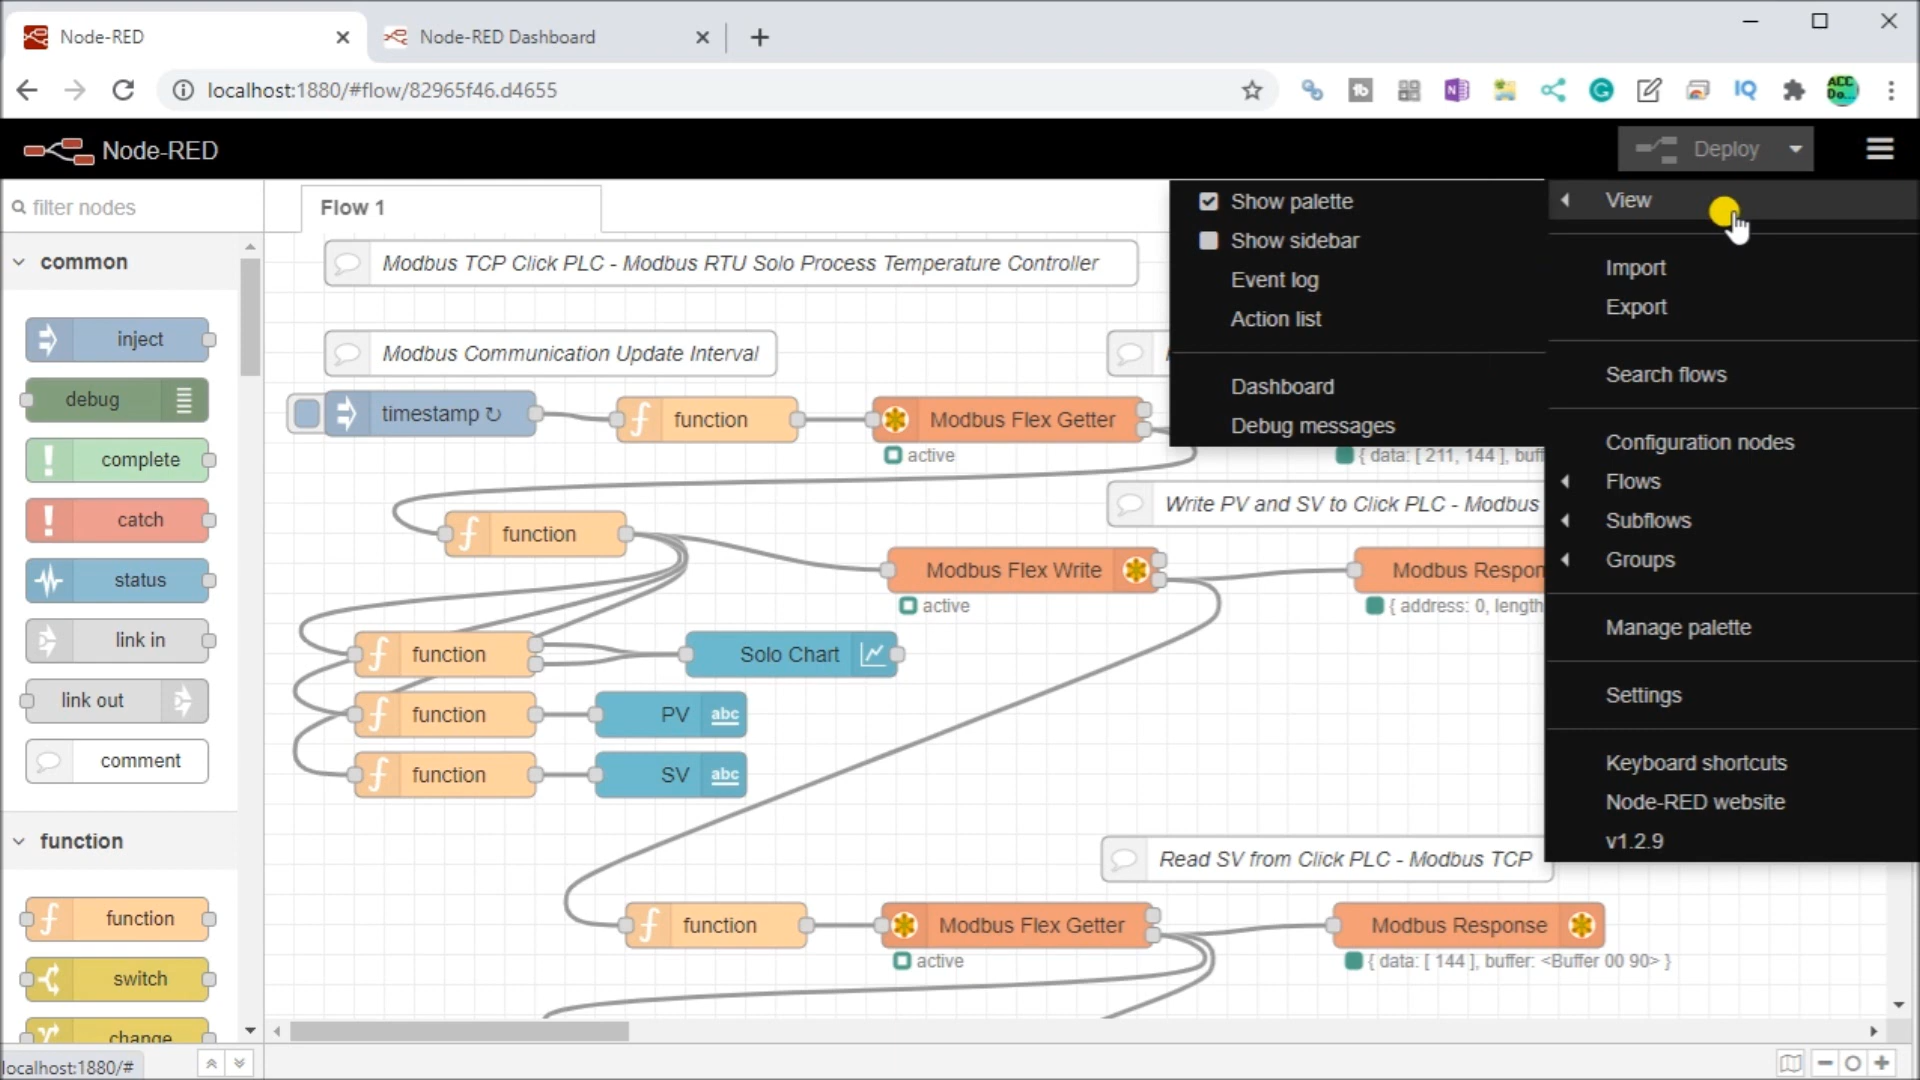 Node-RED
Node-RED Dashboard
localhost:1880/#flow/82965f46.d4655
ACC
Do...
Node-RED
Deploy
filter nodes
Flow 1
common
inject
debug
complete
catch
status
link in
link out
comment
function
function
switch
change
Modbus TCP Click PLC - Modbus RTU Solo Process Temperature Controller
Modbus Communication Update Interval
timestamp ↻
function
Modbus Flex Getter
active
{ data: [ 211, 144 ], buff
function
Write PV and SV to Click PLC - Modbus
Modbus Flex Write
active
Modbus Respon
{ address: 0, length
function
Solo Chart
function
PV
abc
function
SV
abc
Read SV from Click PLC - Modbus TCP
function
Modbus Flex Getter
active
Modbus Response
{ data: [ 144 ], buffer: <Buffer 00 90> }
Show palette
Show sidebar
Event log
Action list
Dashboard
Debug messages
View
Import
Export
Search flows
Configuration nodes
Flows
Subflows
Groups
Manage palette
Settings
Keyboard shortcuts
Node-RED website
v1.2.9
localhost:1880/#